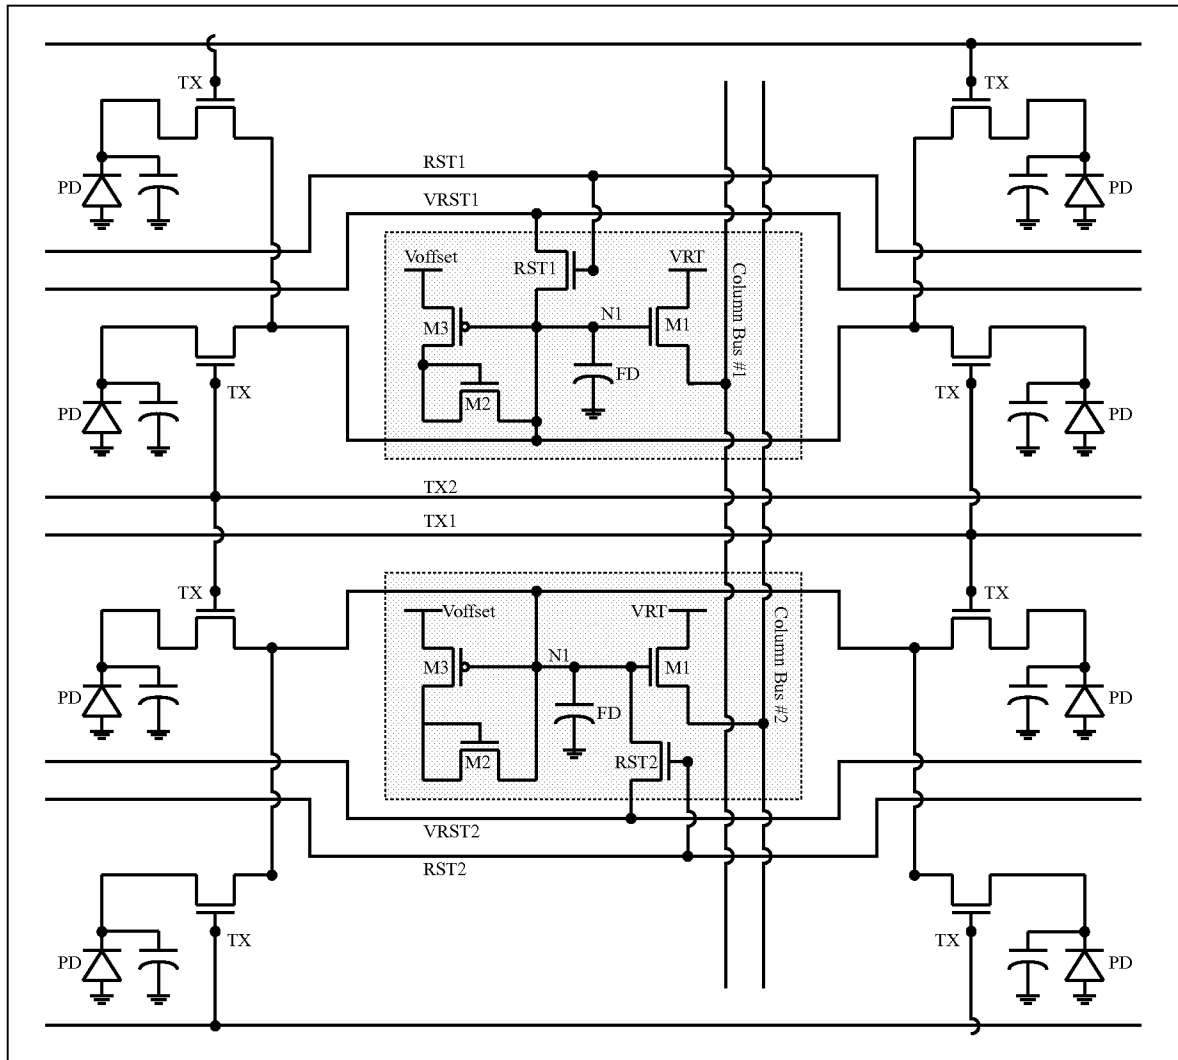 TX
TX
PD
PD
RST1
VRST1
Voffset
RST1
VRT
Column Bus #1
M3
N1
M1
FD
M2
PD
TX
TX
PD
TX2
TX1
TX
TX
Voffset
VRT
Column Bus #2
M3
N1
M1
PD
FD
PD
M2
RST2
VRST2
RST2
TX
TX
PD
PD